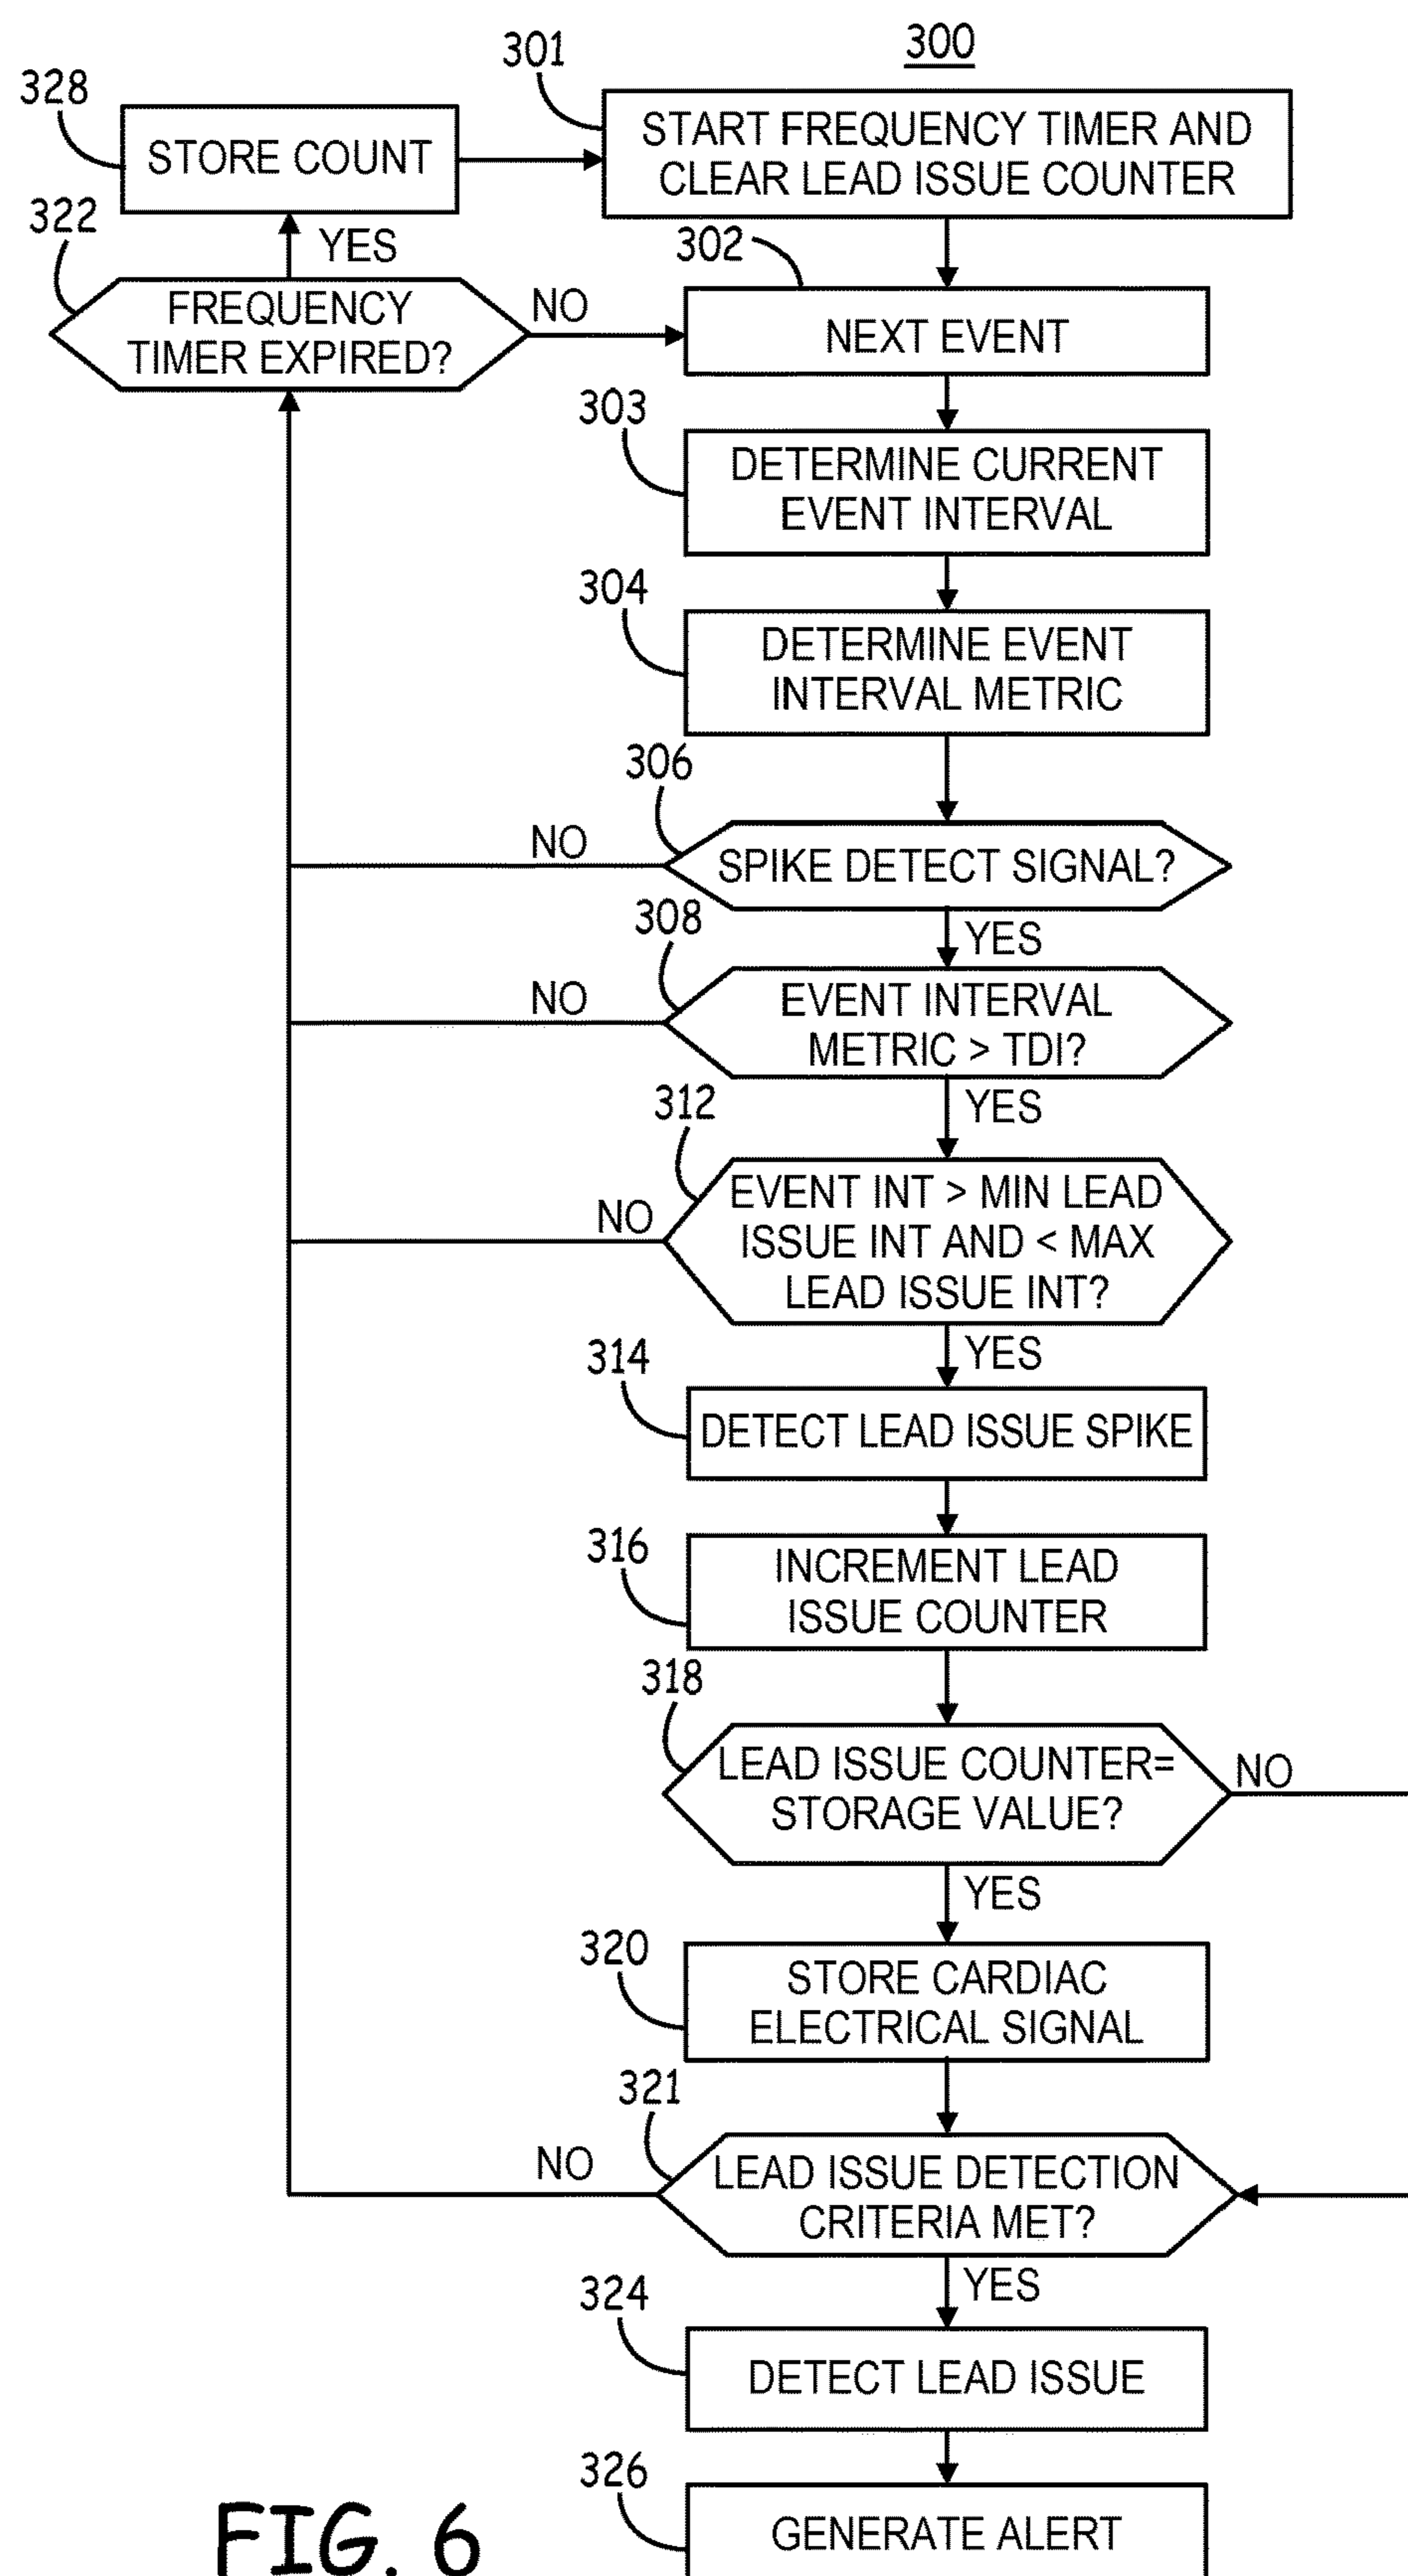 300
301
START FREQUENCY TIMER AND
CLEAR LEAD ISSUE COUNTER
328
STORE COUNT
322
YES
FREQUENCY
TIMER EXPIRED?
NO
302
NEXT EVENT
303
DETERMINE CURRENT
EVENT INTERVAL
304
DETERMINE EVENT
INTERVAL METRIC
306
NO
SPIKE DETECT SIGNAL?
YES
308
NO
EVENT INTERVAL
METRIC > TDI?
YES
312
NO
EVENT INT > MIN LEAD
ISSUE INT AND < MAX
LEAD ISSUE INT?
YES
314
DETECT LEAD ISSUE SPIKE
316
INCREMENT LEAD
ISSUE COUNTER
318
LEAD ISSUE COUNTER=
STORAGE VALUE?
NO
YES
320
STORE CARDIAC
ELECTRICAL SIGNAL
321
NO
LEAD ISSUE DETECTION
CRITERIA MET?
YES
324
DETECT LEAD ISSUE
326
GENERATE ALERT
FIG. 6